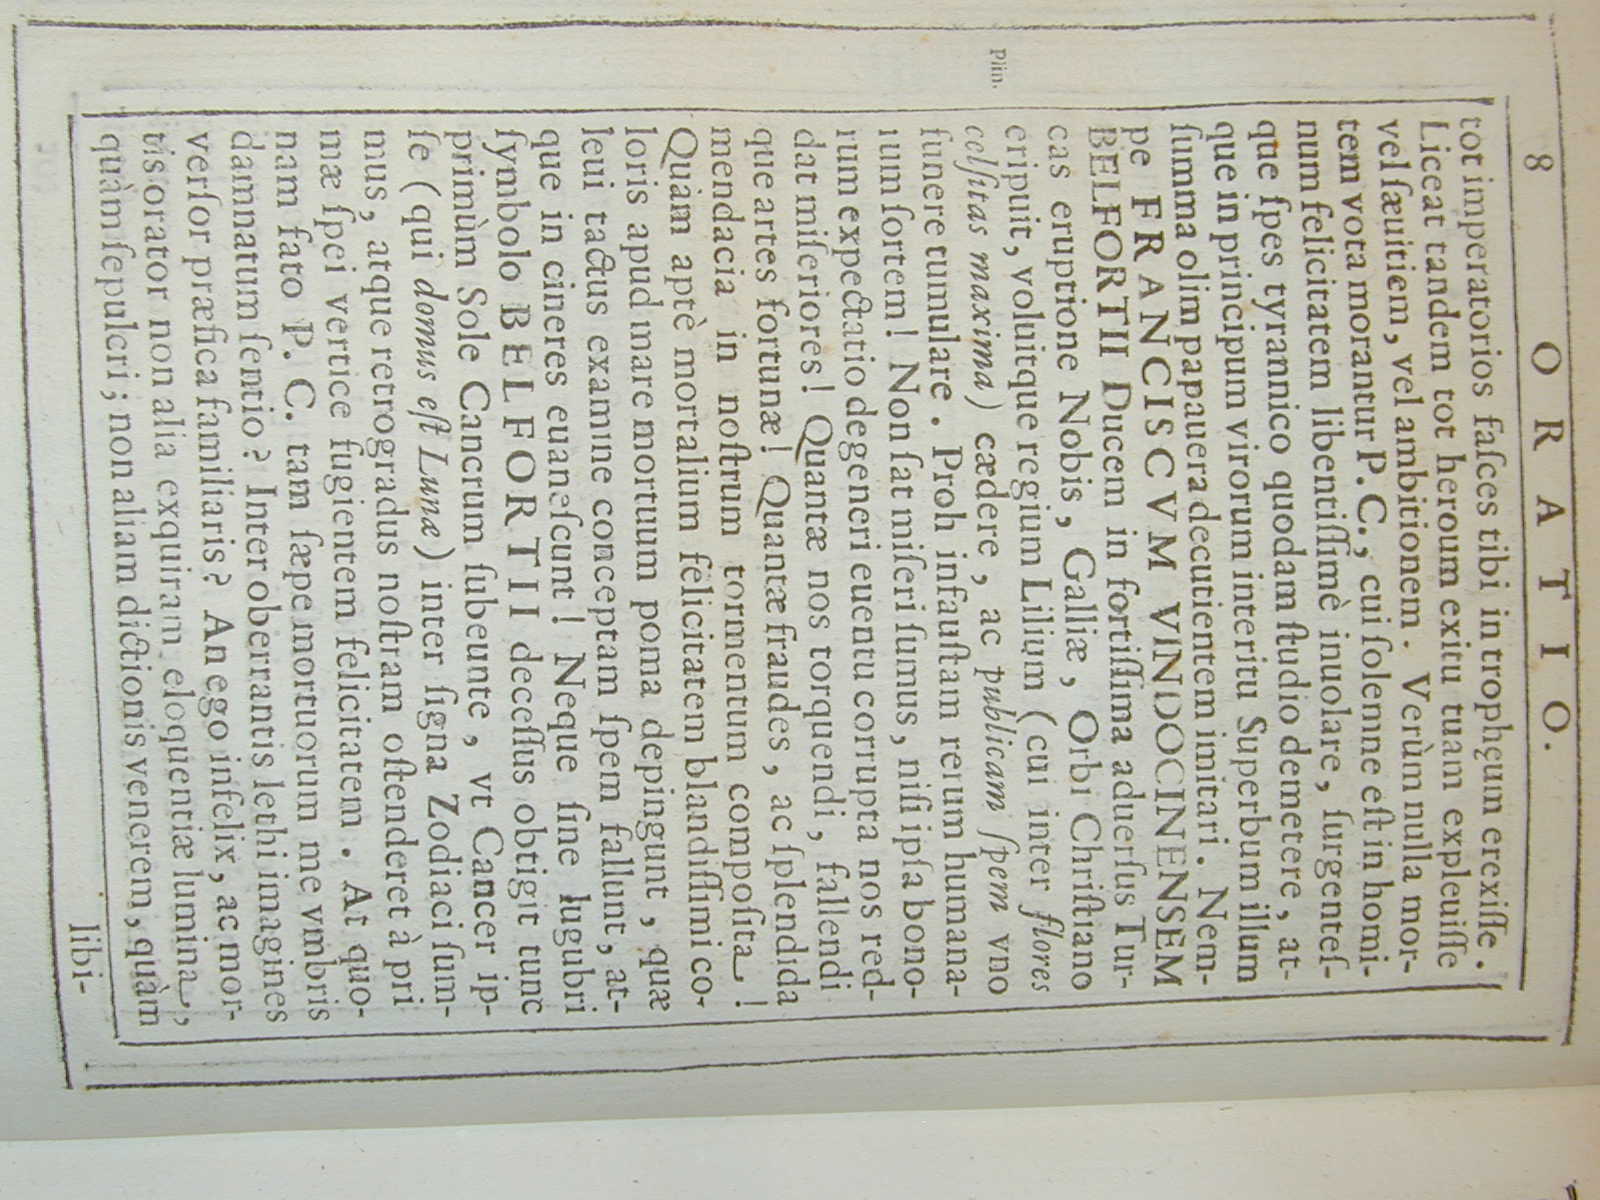 8 ORATIO.
tot imperatorios faſces tibi in trophęum erexiſſe.
Liceat tandem tot heroum exitu tuam expleuiſſe
vel ſæuitiem, vel ambitionem. Verùm nulla mor-
tem vota morantur P.C., cui ſolemne eſt in homi-
num felicitatem libentiſſimè inuolare, ſurgenteſ-
que ſpes tyrannico quodam ſtudio demetere, at-
que in principum virorum interitu Superbum illum
ſumma olim papauera decutientem imitari. Nem-
pe FRANCISCVM VINDOCINENSEM
BELFORTII Ducem in fortiſſima aduerſus Tur-
cas eruptione Nobis, Galliæ, Orbi Chriſtiano
eripuit, voluitque regium Lilium (cui inter flores
Plin.
celſitas maxima) cædere, ac publicam ſpem vno
funere tumulare. Proh infauſtam rerum humana-
rum ſortem! Non ſat miſeri ſumus, niſi ipſa bono-
rum expectatio degeneri euentu corrupta nos red-
dat miſeriores! Quantæ nos torquendi, fallendi
que artes fortunæ! Quantæ fraudes, ac ſplendida
mendacia in noſtrum tormentum compoſita!
Quàm aptè mortalium felicitatem blandiſſimi co-
loris apud mare mortuum poma depingunt, quæ
leui tactus examine conceptam ſpem fallunt, at-
que in cineres euaneſcunt! Neque ſine lugubri
ſymbolo BELFORTII deceſſus obtigit tunc
primùm Sole Cancrum ſubeunte, vt Cancer ip-
ſe (qui domus eſt Lunæ) inter ſigna Zodiaci ſum-
mus, atque retrogradus noſtram oſtenderet à pri
mæ ſpei vertice fugientem felicitatem. At quo-
nam fato P. C. tam ſæpe mortuorum me vmbris
damnatum ſentio? Inter oberrantis lethi imagines
verſor præfica familiaris? An ego infelix, ac mor-
tis orator non alia exquiram eloquentiæ lumina,
quàm ſepulcri; non aliam dictionis venerem, quàm
libi-